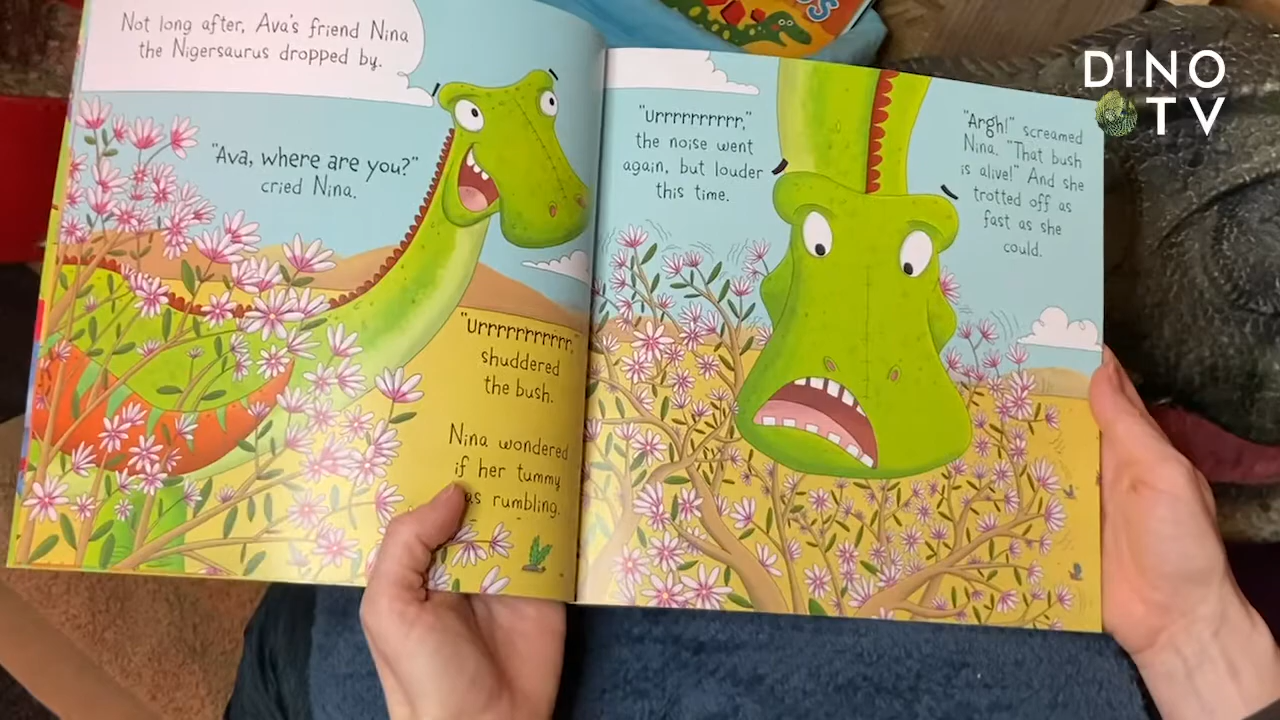 Not long after, Ava's friend Nina
the Nigersaurus dropped by.
"Ava, where are you?"
cried Nina.
"Urrrrrrrrrr,"
shuddered
the bush.
Nina wondered
if her tummy
as rumbling.
"Urrrrrrrrrr,"
the noise went
again, but louder
this time.
"Argh!" screamed
Nina. "That bush
is alive!" And she
trotted off as
fast as she
could.
DINO
TV